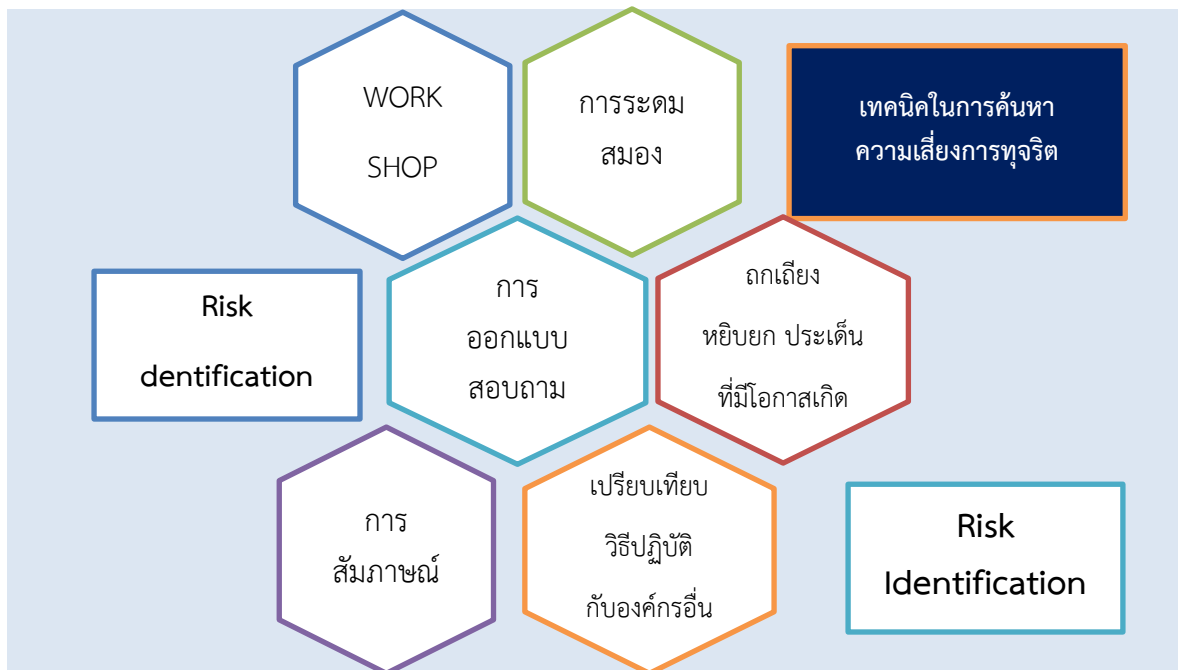 WORK
SHOP
การระดม
สมอง
เทคนิคในการค้นหา
ความเสี่ยงการทุจริต
Risk
dentification
การ
ออกแบบ
สอบถาม
ถกเถียง
หยิบยก ประเด็น
ที่มีโอกาสเกิด
การ
สัมภาษณ์
เปรียบเทียบ
วิธีปฏิบัติ
กับองค์กรอื่น
Risk
Identification